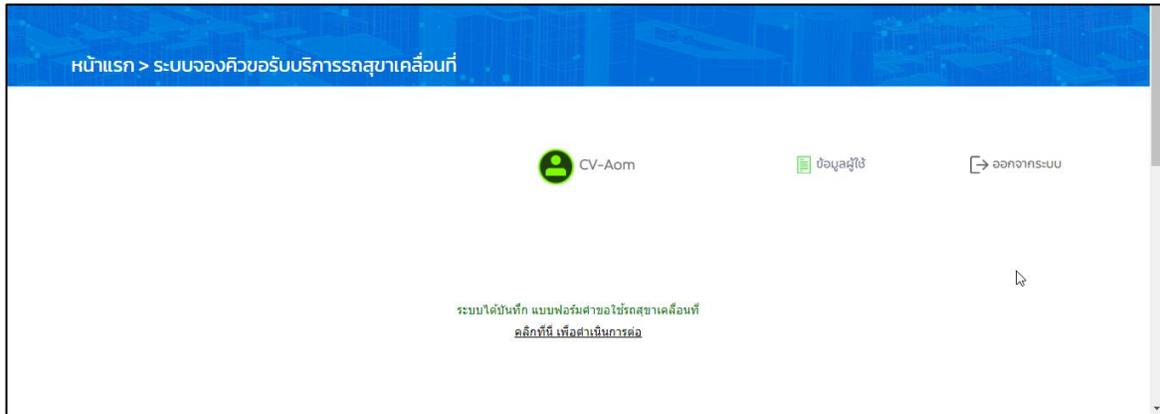 หน้าแรก > ระบบจองคิวขอรับบริการรถสุขาเคลื่อนที่
CV-Aom
ข้อมูลผู้ใช้
ออกจากระบบ
ระบบได้บันทึก แบบฟอร์มคำขอใช้รถสุขาเคลื่อนที่
คลิกที่นี่ เพื่อดำเนินการต่อ